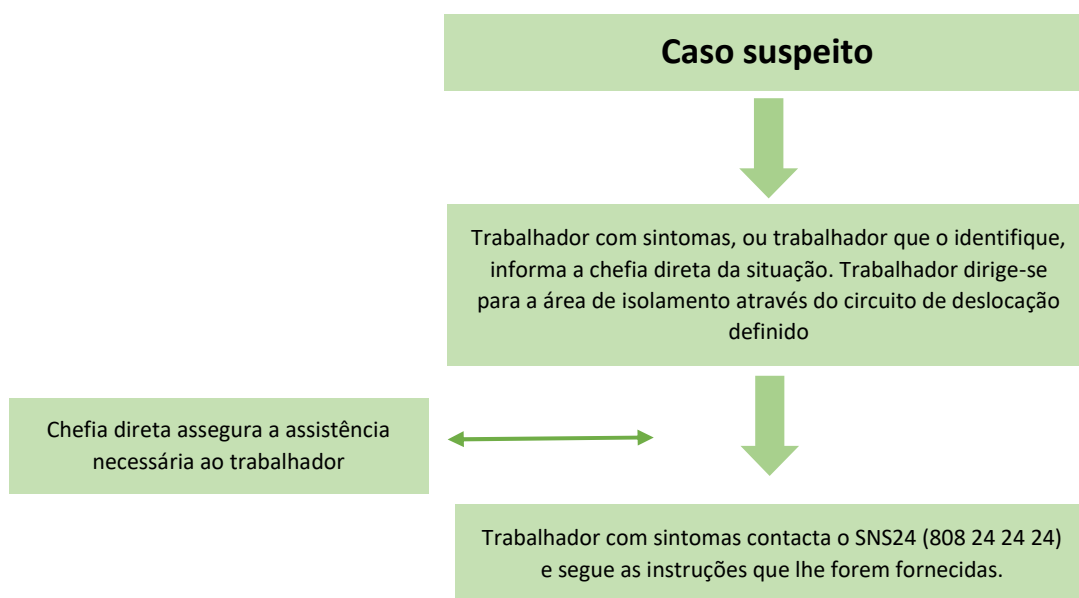 Caso suspeito
Trabalhador com sintomas, ou trabalhador que o identifique,
informa a chefia direta da situação. Trabalhador dirige-se
para a área de isolamento através do circuito de deslocação
definido
Chefia direta assegura a assistência
necessária ao trabalhador
Trabalhador com sintomas contacta o SNS24 (808 24 24 24)
e segue as instruções que lhe forem fornecidas.